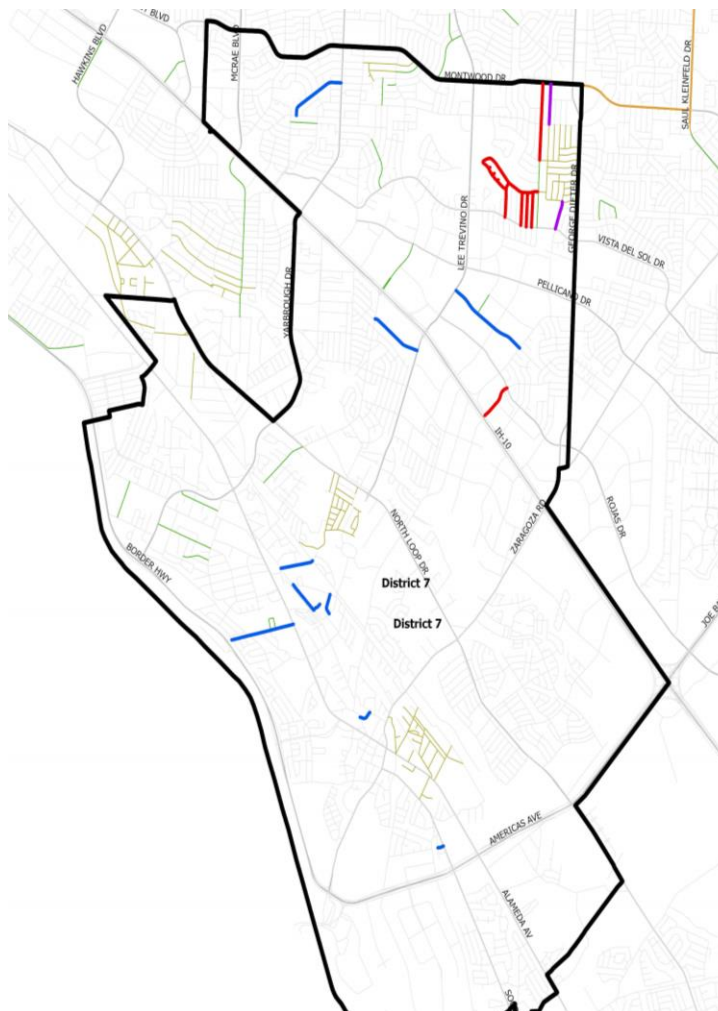 BLVD
HAWKINS BLVD
MCRAE BLVD
MONTWOOD DR
SAUL KLEINFELD DR
LEE TREVINO DR
GEORGE DIETER DR
VISTA DEL SOL DR
PELLICANO DR
YARBROUGH DR
IH-10
NORTH LOOP DR
ZARAGOZA RD
ROJAS DR
BORDER HWY
District 7
District 7
AMERICAS AVE
ALAMEDA AV